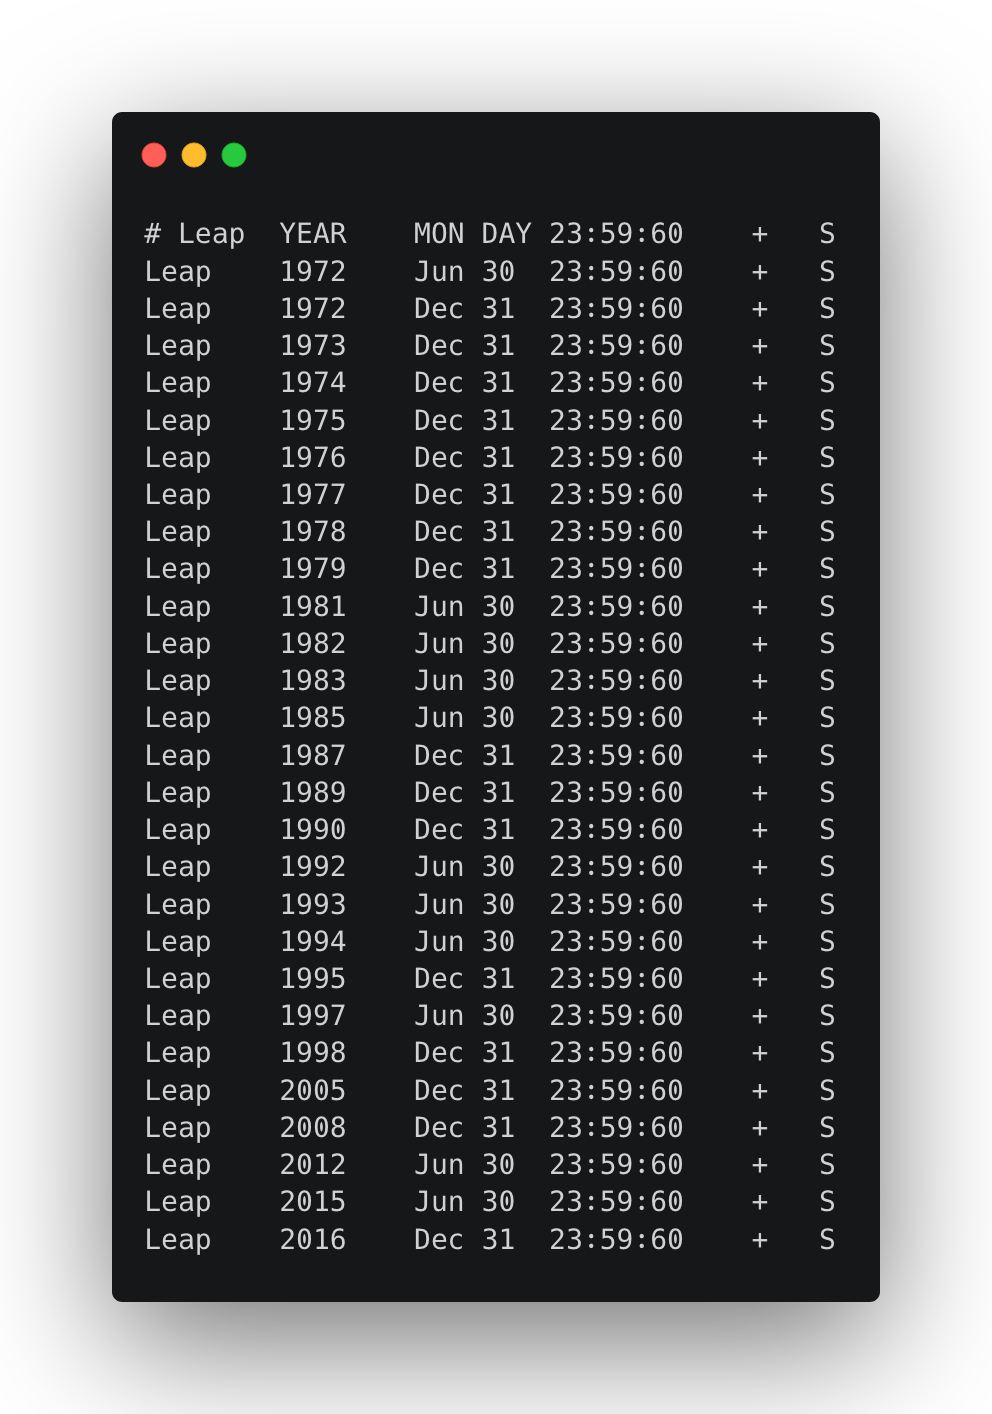 # Leap  YEAR    MON DAY 23:59:60    +   S
Leap    1972    Jun 30  23:59:60    +   S
Leap    1972    Dec 31  23:59:60    +   S
Leap    1973    Dec 31  23:59:60    +   S
Leap    1974    Dec 31  23:59:60    +   S
Leap    1975    Dec 31  23:59:60    +   S
Leap    1976    Dec 31  23:59:60    +   S
Leap    1977    Dec 31  23:59:60    +   S
Leap    1978    Dec 31  23:59:60    +   S
Leap    1979    Dec 31  23:59:60    +   S
Leap    1981    Jun 30  23:59:60    +   S
Leap    1982    Jun 30  23:59:60    +   S
Leap    1983    Jun 30  23:59:60    +   S
Leap    1985    Jun 30  23:59:60    +   S
Leap    1987    Dec 31  23:59:60    +   S
Leap    1989    Dec 31  23:59:60    +   S
Leap    1990    Dec 31  23:59:60    +   S
Leap    1992    Jun 30  23:59:60    +   S
Leap    1993    Jun 30  23:59:60    +   S
Leap    1994    Jun 30  23:59:60    +   S
Leap    1995    Dec 31  23:59:60    +   S
Leap    1997    Jun 30  23:59:60    +   S
Leap    1998    Dec 31  23:59:60    +   S
Leap    2005    Dec 31  23:59:60    +   S
Leap    2008    Dec 31  23:59:60    +   S
Leap    2012    Jun 30  23:59:60    +   S
Leap    2015    Jun 30  23:59:60    +   S
Leap    2016    Dec 31  23:59:60    +   S